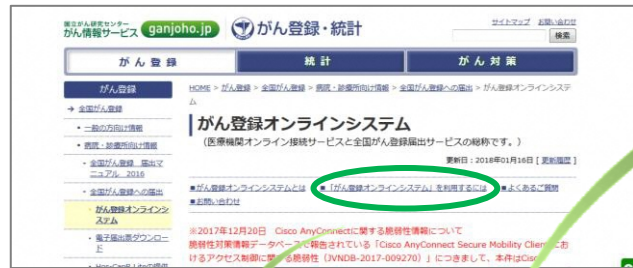 国立がん研究センター
がん情報サービス ganjoho.jp がん登録・統計
サイトマップ お問い合わせ
検索
がん登録 統計 がん対策
がん登録
→ 全国がん登録
・一般の方向け情報
・病院・診療所向け情報
・全国がん登録 届出マ
ニュアル 2016
・全国がん登録への届出
・がん登録オンラインシ
ステム
・電子届出票ダウンロー
ド
HOME > がん登録 > 全国がん登録 > 病院・診療所向け情報 > 全国がん登録への届出 > がん登録オンラインシステ
ム
がん登録オンラインシステム
(医療機関オンライン接続サービスと全国がん登録届出サービスの総称です。)
更新日：2018年01月16日 [ 更新履歴 ]
■がん登録オンラインシステムとは ■「がん登録オンラインシステム」を利用するには ■よくあるご質問
■お問い合わせ
※2017年12月20日 Cisco AnyConnectに関する脆弱性情報について
脆弱性対策情報データベースで報告されている「Cisco AnyConnect Secure Mobility Clien にお
けるアクセス制御に関する脆弱性（JVNDB-2017-009270）」につきまして、本件はCisc